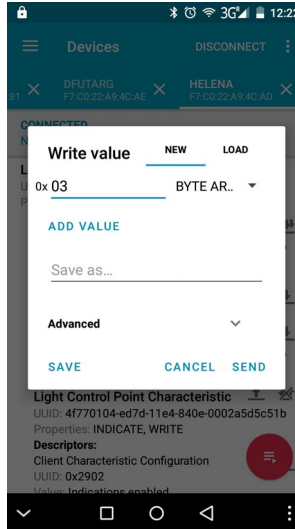 3G 12:22
Devices DISCONNECT
:81 DFUTARG HELENA
F7:C0:22:A9:4C:AE F7:C0:22:A9:4C:AD
CONNECTED
Write value NEW LOAD
0x 03 BYTE AR..
ADD VALUE
Save as...
Advanced
SAVE CANCEL SEND
Light Control Point Characteristic
UUID: 4f770104-ed7d-11e4-840e-0002a5d5c51b
Properties: INDICATE, WRITE
Descriptors:
Client Characteristic Configuration
UUID: 0x2902
Value: Indications enabled